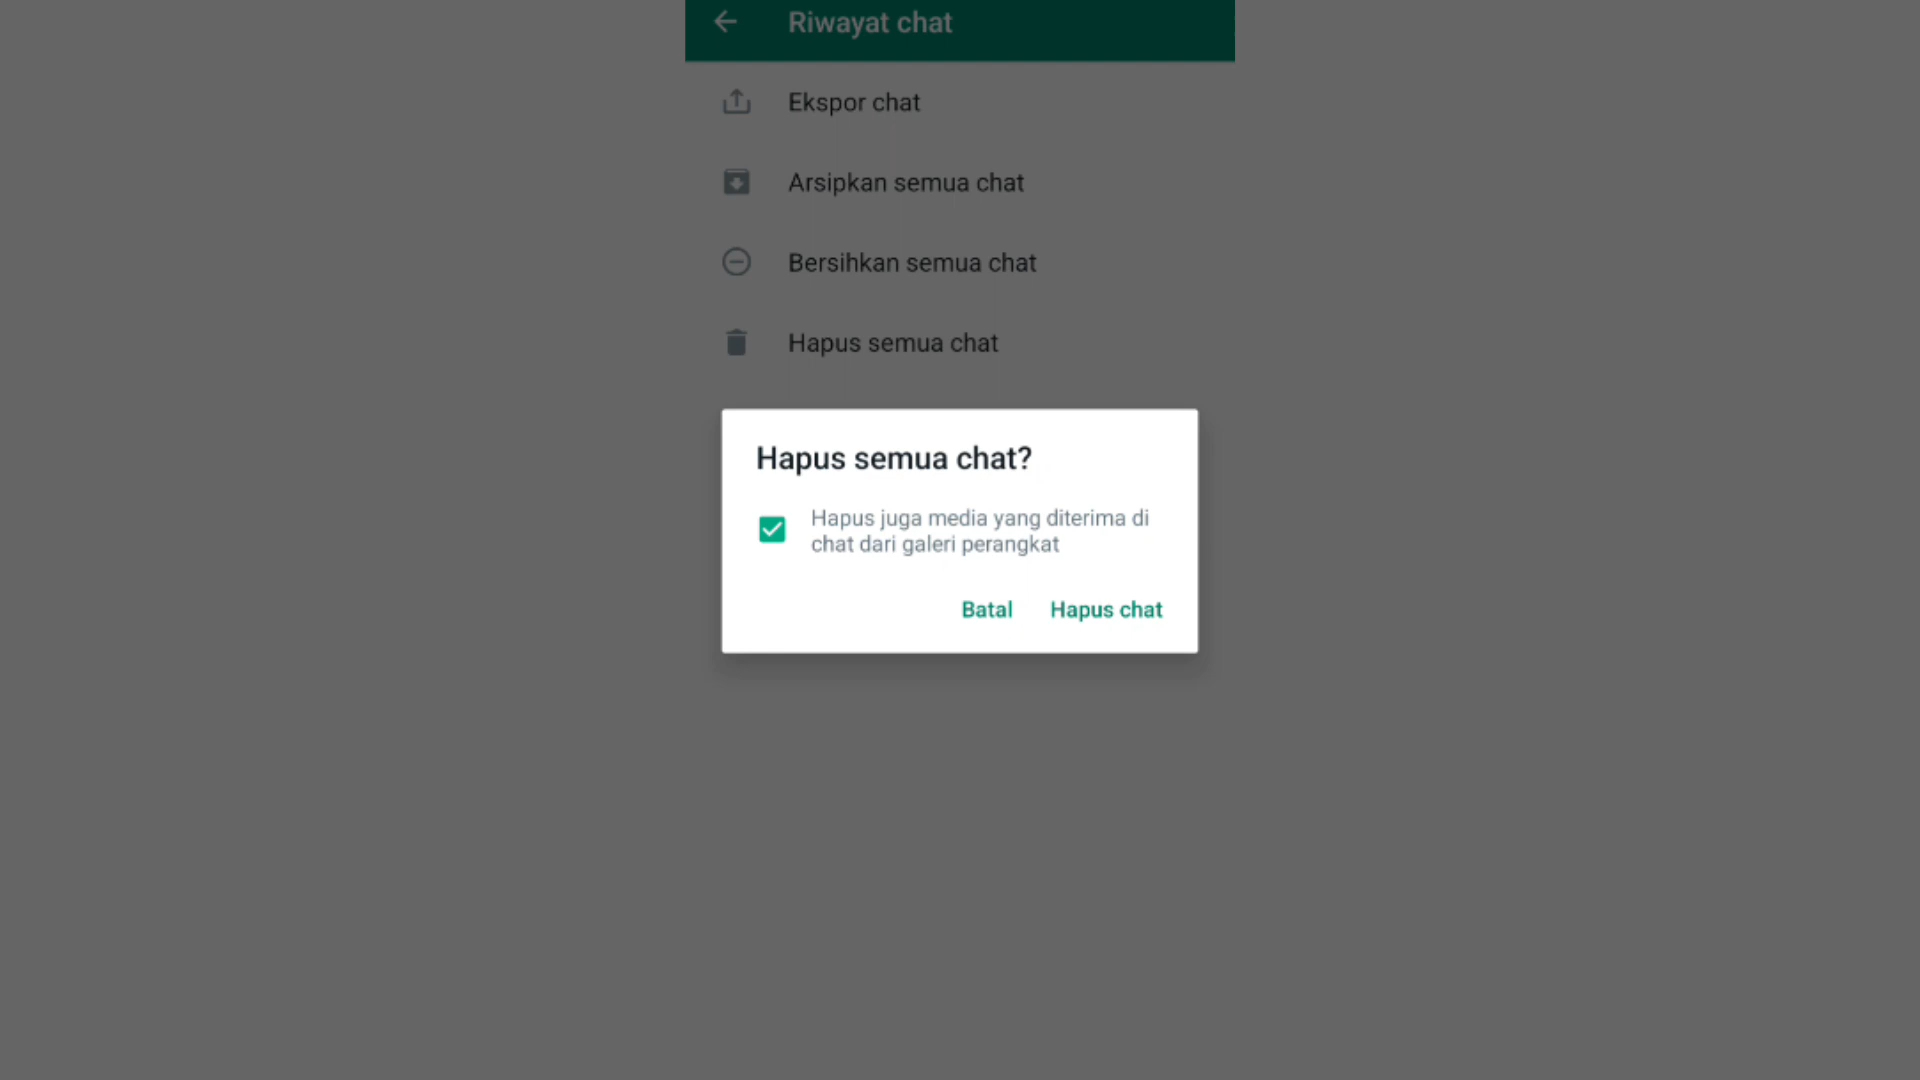 Riwayat chat
Ekspor chat
Arsipkan semua chat
Bersihkan semua chat
Hapus semua chat
Hapus semua chat?
Hapus juga media yang diterima di
chat dari galeri perangkat
Batal Hapus chat